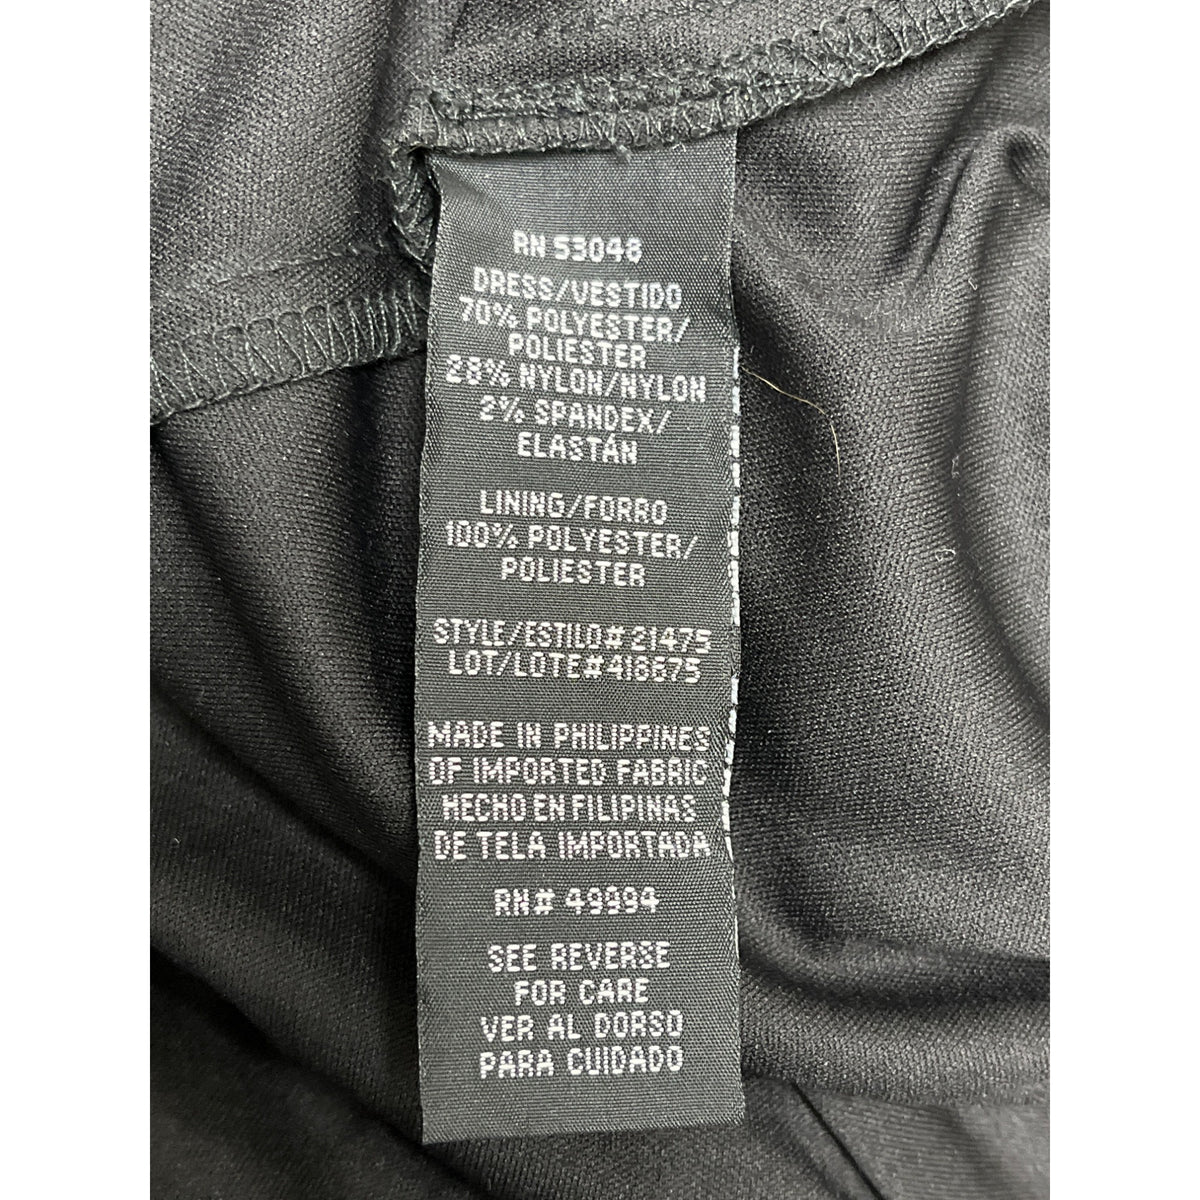 RN 53048
DRESS/VESTIDO
70% POLYESTER/
POLIESTER
28% NYLON/NYLON
2% SPANDEX/
ELASTÁN
LINING/FORRO
100% POLYESTER/
POLIESTER
STYLE/ESTILO# 21475
LOT/LOTE#418675
MADE IN PHILIPPINES
OF IMPORTED FABRIC
HECHO EN FILIPINAS
DE TELA IMPORTADA
RN# 49994
SEE REVERSE
FOR CARE
VER AL DORSO
PARA CUIDADO